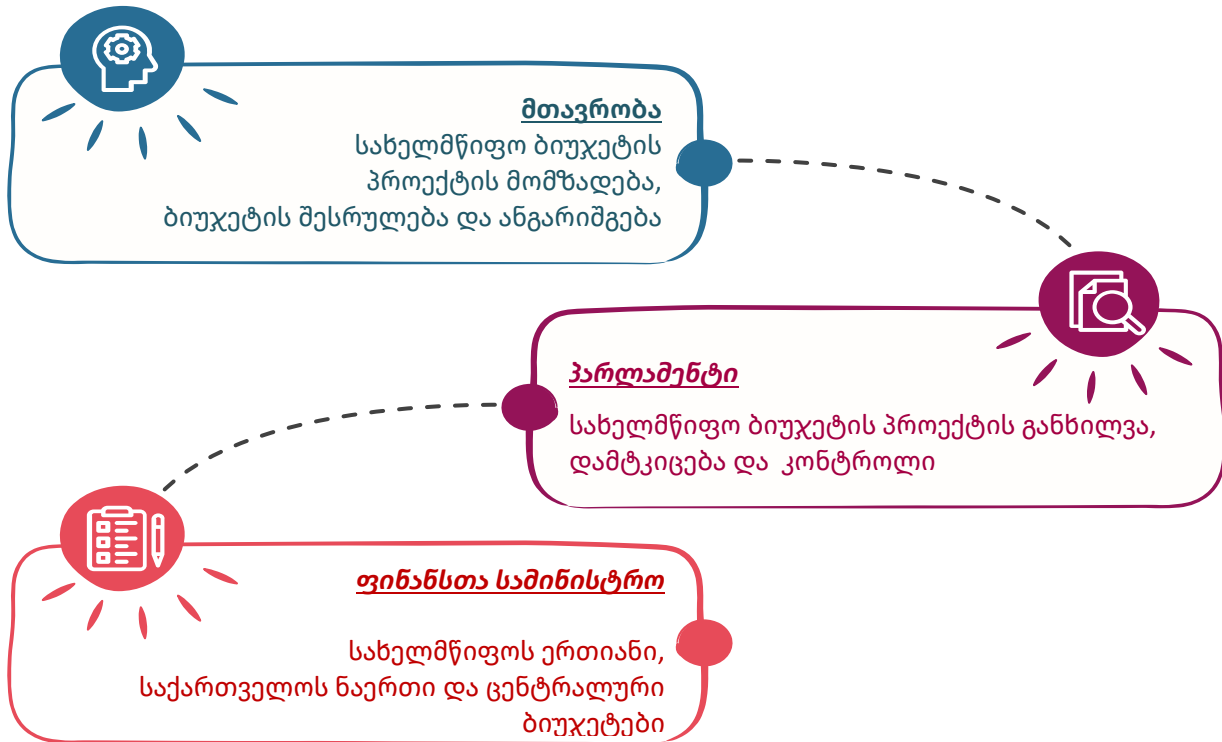 მთავრობა
სახელმწიფო ბიუჯეტის
პროექტის მომზადება,
ბიუჯეტის შესრულება და ანგარიშგება
პარლამენტი
სახელმწიფო ბიუჯეტის პროექტის განხილვა,
დამტკიცება და კონტროლი
ფინანსთა სამინისტრო
სახელმწიფოს ერთიანი,
საქართველოს ნაერთი და ცენტრალური
ბიუჯეტები